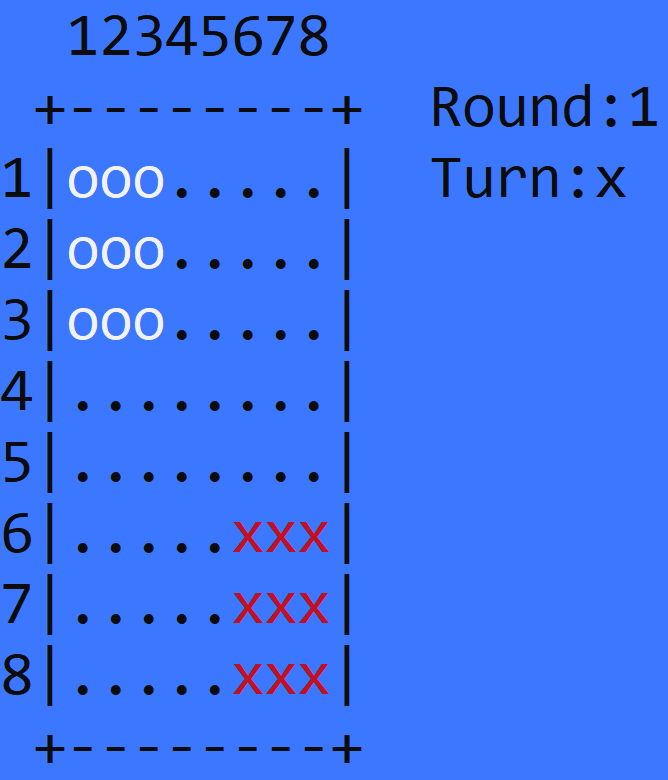 12345678
+--------+ Round:1
1|ooo.....| Turn:x
2|ooo.....|
3|ooo.....|
4|........|
5|........|
6|.....xxx|
7|.....xxx|
8|.....xxx|
+--------+